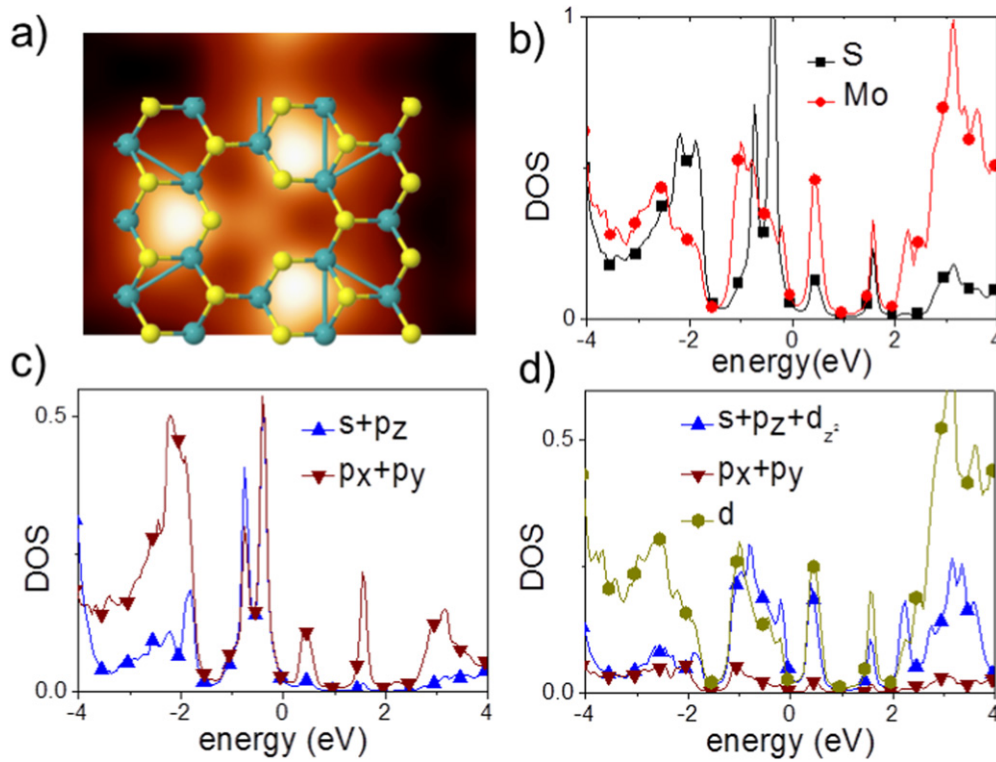 a)
b)
1
S
Mo
DOS
0
-4
-2
0
2
4
energy(eV)
c)
0.5
s+pz
px+py
DOS
0.0
-4
-2
0
2
4
energy (eV)
d)
0.5
s+pz+dz²
px+py
d
DOS
0.0
-4
-2
0
2
4
energy (eV)